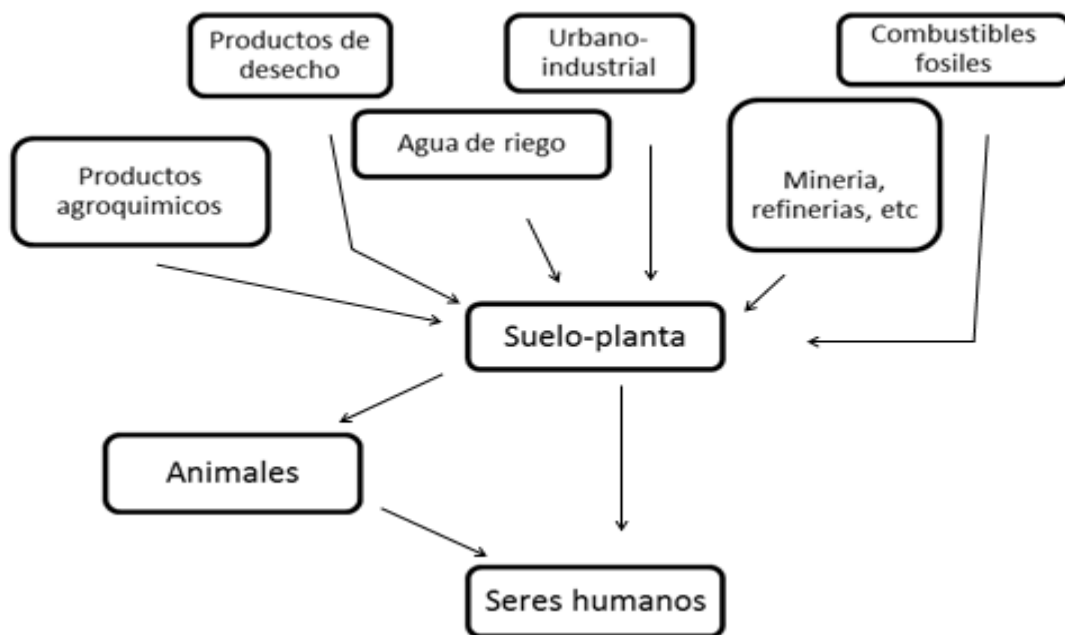 Productos de
desecho
Urbano-
industrial
Combustibles
fosiles
Agua de riego
Productos
agroquimicos
Mineria,
refinerias, etc
Suelo-planta
Animales
Seres humanos